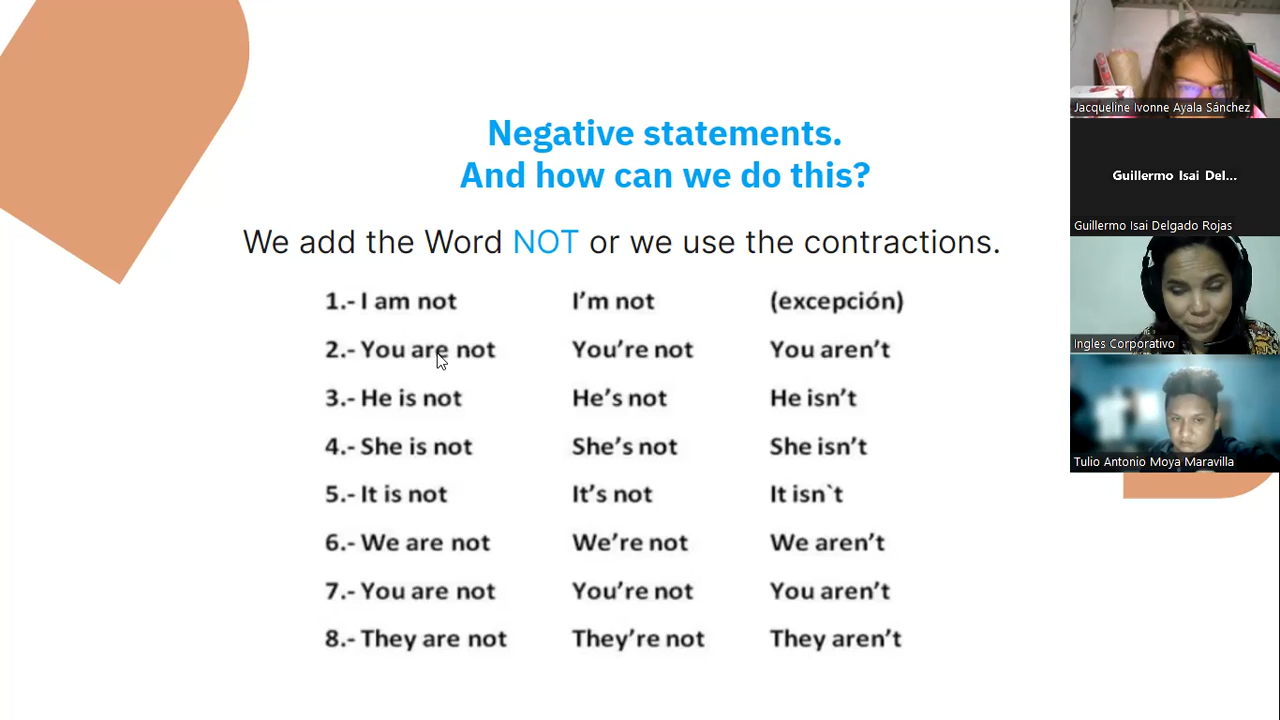 Negative statements.
And how can we do this?
We add the Word NOT or we use the contractions.
1.- I am not I'm not (excepción)
2.- You are not You're not You aren't
3.- He is not He's not He isn't
4.- She is not She's not She isn't
5.- It is not It's not It isn`t
6.- We are not We're not We aren't
7.- You are not You're not You aren't
8.- They are not They're not They aren't
Jacqueline Ivonne Ayala Sánchez
Guillermo Isai Del...
Guillermo Isai Delgado Rojas
Ingles Corporativo
Tulio Antonio Moya Maravilla